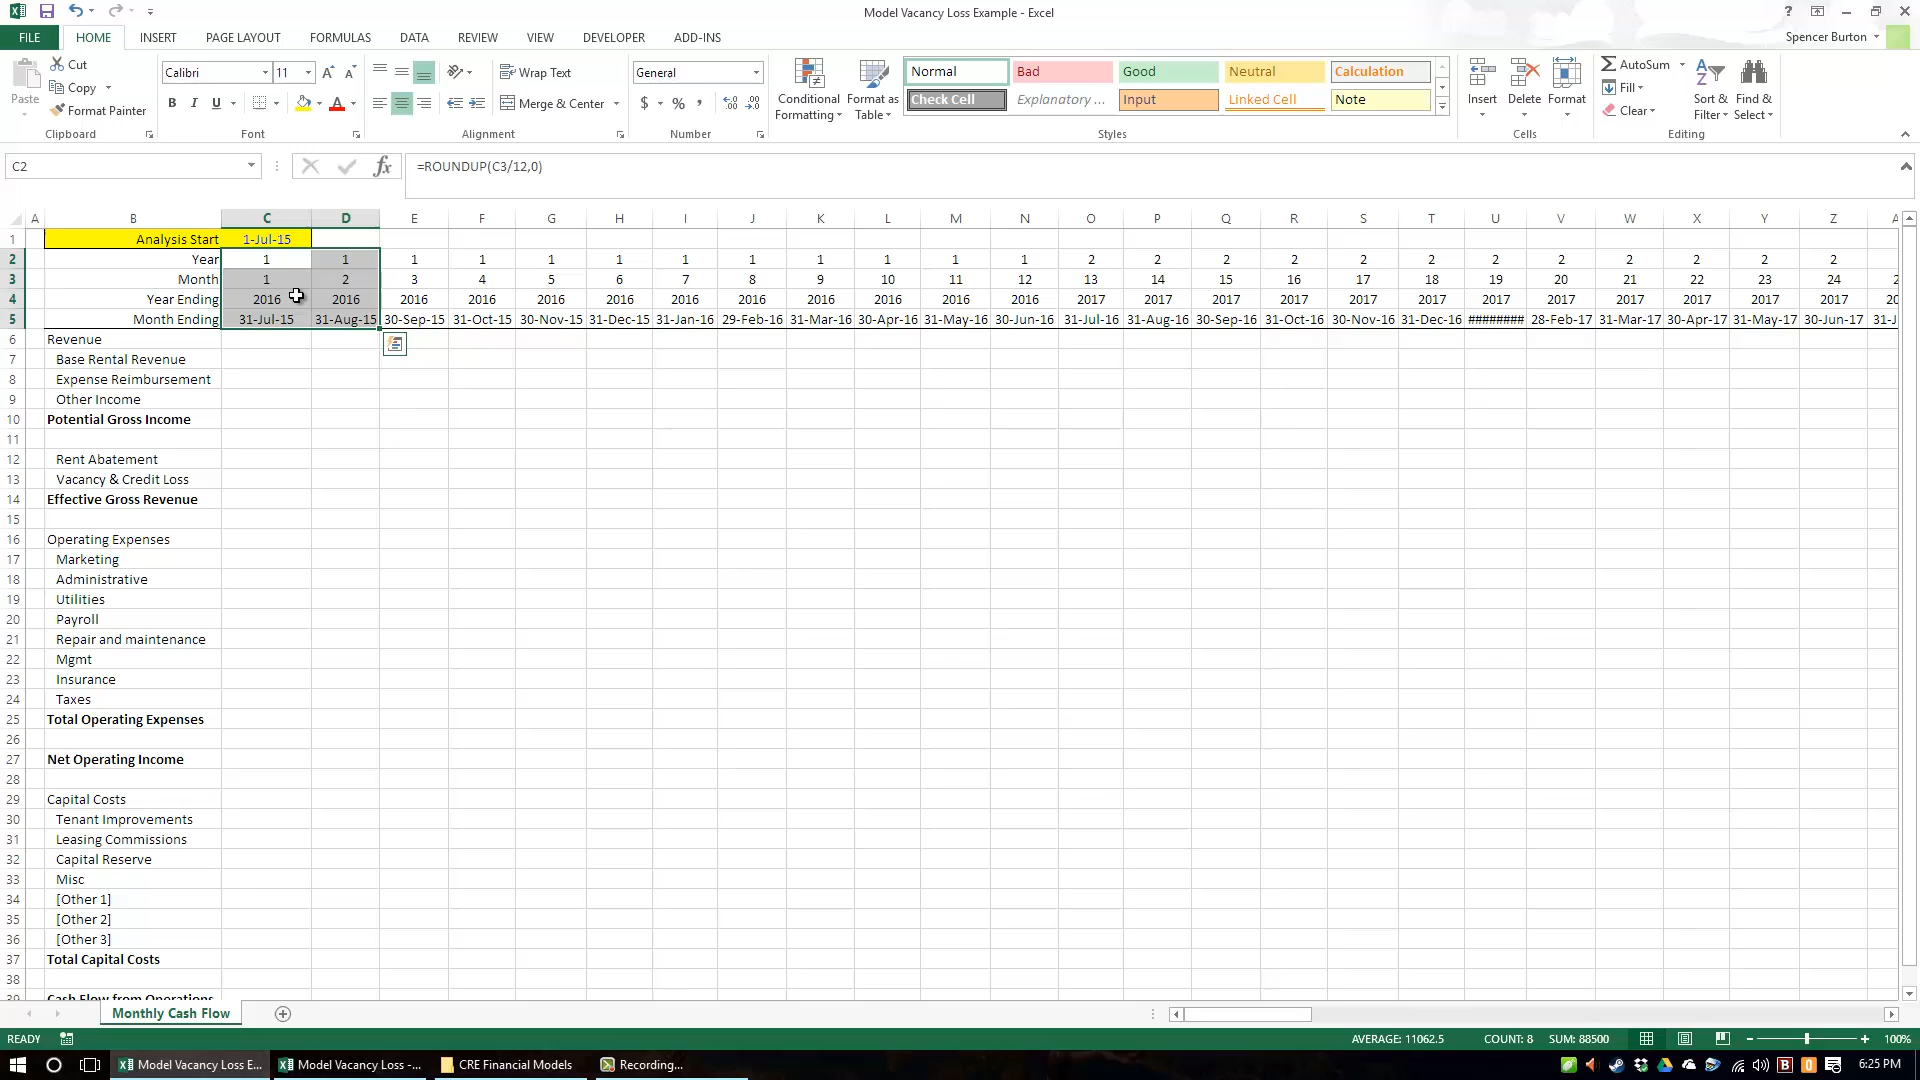 Model Vacancy Loss Example - Excel
FILE HOME INSERT PAGE LAYOUT FORMULAS DATA REVIEW VIEW DEVELOPER ADD-INS Spencer Burton
Paste Cut Copy Format Painter Clipboard
Calibri 11 B I U Font
Wrap Text Merge & Center Alignment
General $ % , Number
Conditional Formatting Format as Table
Normal Bad Good Neutral Calculation
Check Cell Explanatory ... Input Linked Cell Note
Styles
Insert Delete Format Cells
AutoSum Fill Clear Sort & Filter Find & Select Editing
C2 fx =ROUNDUP(C3/12,0)
A B C D E F G H I J K L M N O P Q R S T U V W X Y Z
1 Analysis Start 1-Jul-15
2 Year 1 1 1 1 1 1 1 1 1 1 1 1 2 2 2 2 2 2 2 2 2 2 2 2
3 Month 1 2 3 4 5 6 7 8 9 10 11 12 13 14 15 16 17 18 19 20 21 22 23 24
4 Year Ending 2016 2016 2016 2016 2016 2016 2016 2016 2016 2016 2016 2016 2017 2017 2017 2017 2017 2017 2017 2017 2017 2017 2017 2017
5 Month Ending 31-Jul-15 31-Aug-15 30-Sep-15 31-Oct-15 30-Nov-15 31-Dec-15 31-Jan-16 29-Feb-16 31-Mar-16 30-Apr-16 31-May-16 30-Jun-16 31-Jul-16 31-Aug-16 30-Sep-16 31-Oct-16 30-Nov-16 31-Dec-16 ######## 28-Feb-17 31-Mar-17 30-Apr-17 31-May-17 30-Jun-17 31-J
6 Revenue
7 Base Rental Revenue
8 Expense Reimbursement
9 Other Income
10 Potential Gross Income
11
12 Rent Abatement
13 Vacancy & Credit Loss
14 Effective Gross Revenue
15
16 Operating Expenses
17 Marketing
18 Administrative
19 Utilities
20 Payroll
21 Repair and maintenance
22 Mgmt
23 Insurance
24 Taxes
25 Total Operating Expenses
26
27 Net Operating Income
28
29 Capital Costs
30 Tenant Improvements
31 Leasing Commissions
32 Capital Reserve
33 Misc
34 [Other 1]
35 [Other 2]
36 [Other 3]
37 Total Capital Costs
38
39 Cash Flow from Operations
Monthly Cash Flow
READY AVERAGE: 11062.5 COUNT: 8 SUM: 88500 100%
Model Vacancy Loss E... Model Vacancy Loss -... CRE Financial Models Recording... 6:25 PM